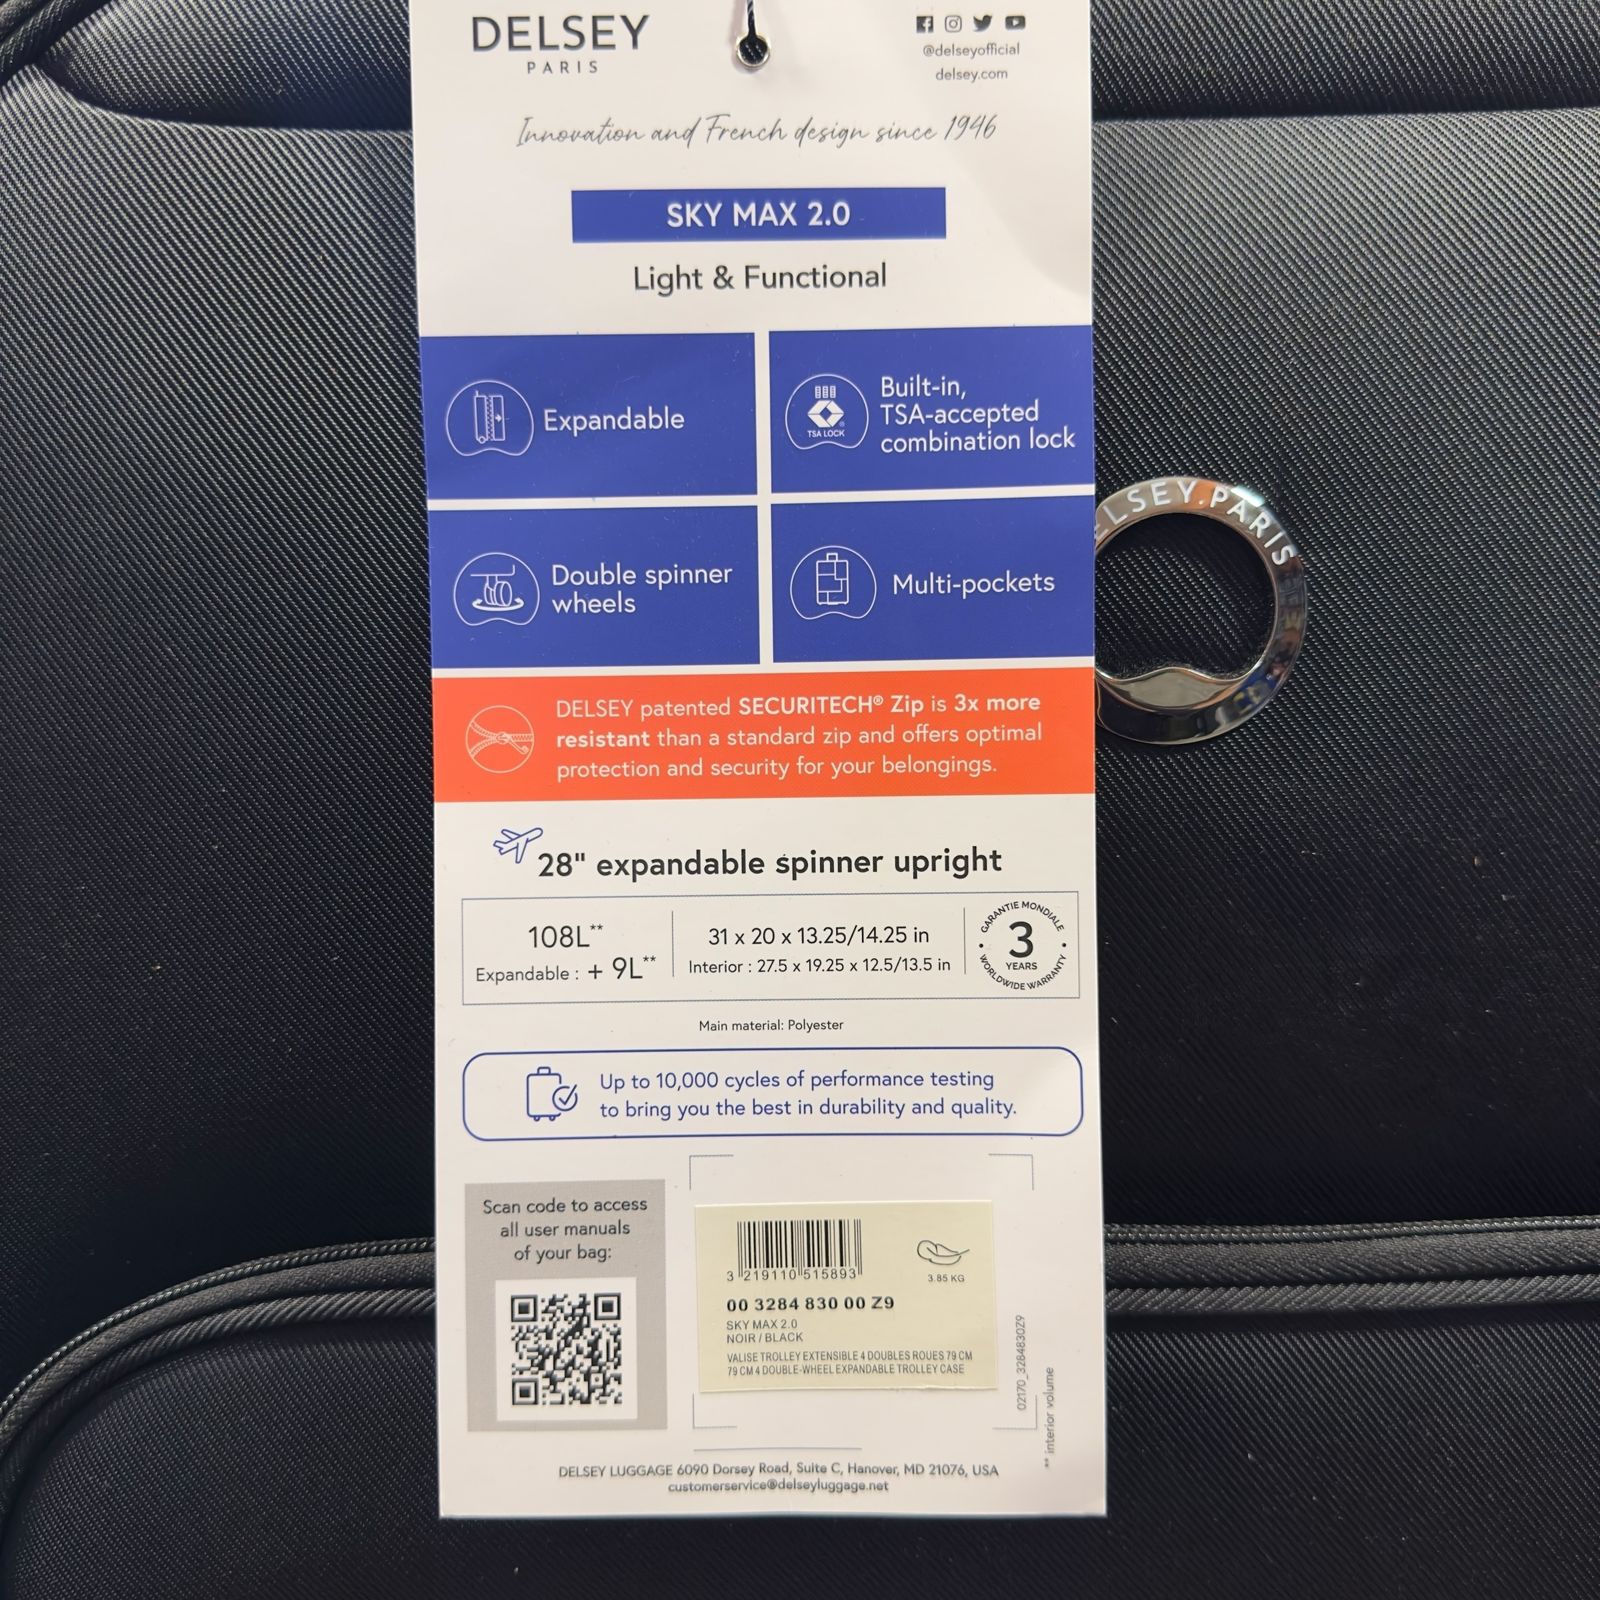 DELSEY
PARIS
@delseyofficial
delsey.com
Innovation and French design since 1946
SKY MAX 2.0
Light & Functional
Expandable
TSA LOCK
Built-in,
TSA-accepted
combination lock
Double spinner
wheels
Multi-pockets
DELSEY patented SECURITECH® Zip is 3x more
resistant than a standard zip and offers optimal
protection and security for your belongings.
28" expandable spinner upright
108L**
Expandable : + 9L**
31 x 20 x 13.25/14.25 in
Interior : 27.5 x 19.25 x 12.5/13.5 in
GARANTIE MONDIALE
3
YEARS
WORLDWIDE WARRANTY
Main material: Polyester
Up to 10,000 cycles of performance testing
to bring you the best in durability and quality.
Scan code to access
all user manuals
of your bag:
3 219110 515893
3.85 KG
00 3284 830 00 Z9
SKY MAX 2.0
NOIR / BLACK
VALISE TROLLEY EXTENSIBLE 4 DOUBLES ROUES 79 CM
79 CM 4 DOUBLE-WHEEL EXPANDABLE TROLLEY CASE
02170_3284830Z9
** interior volume
DELSEY LUGGAGE 6090 Dorsey Road, Suite C, Hanover, MD 21076, USA
customerservice@delseyluggage.net
ELSEY.PARIS